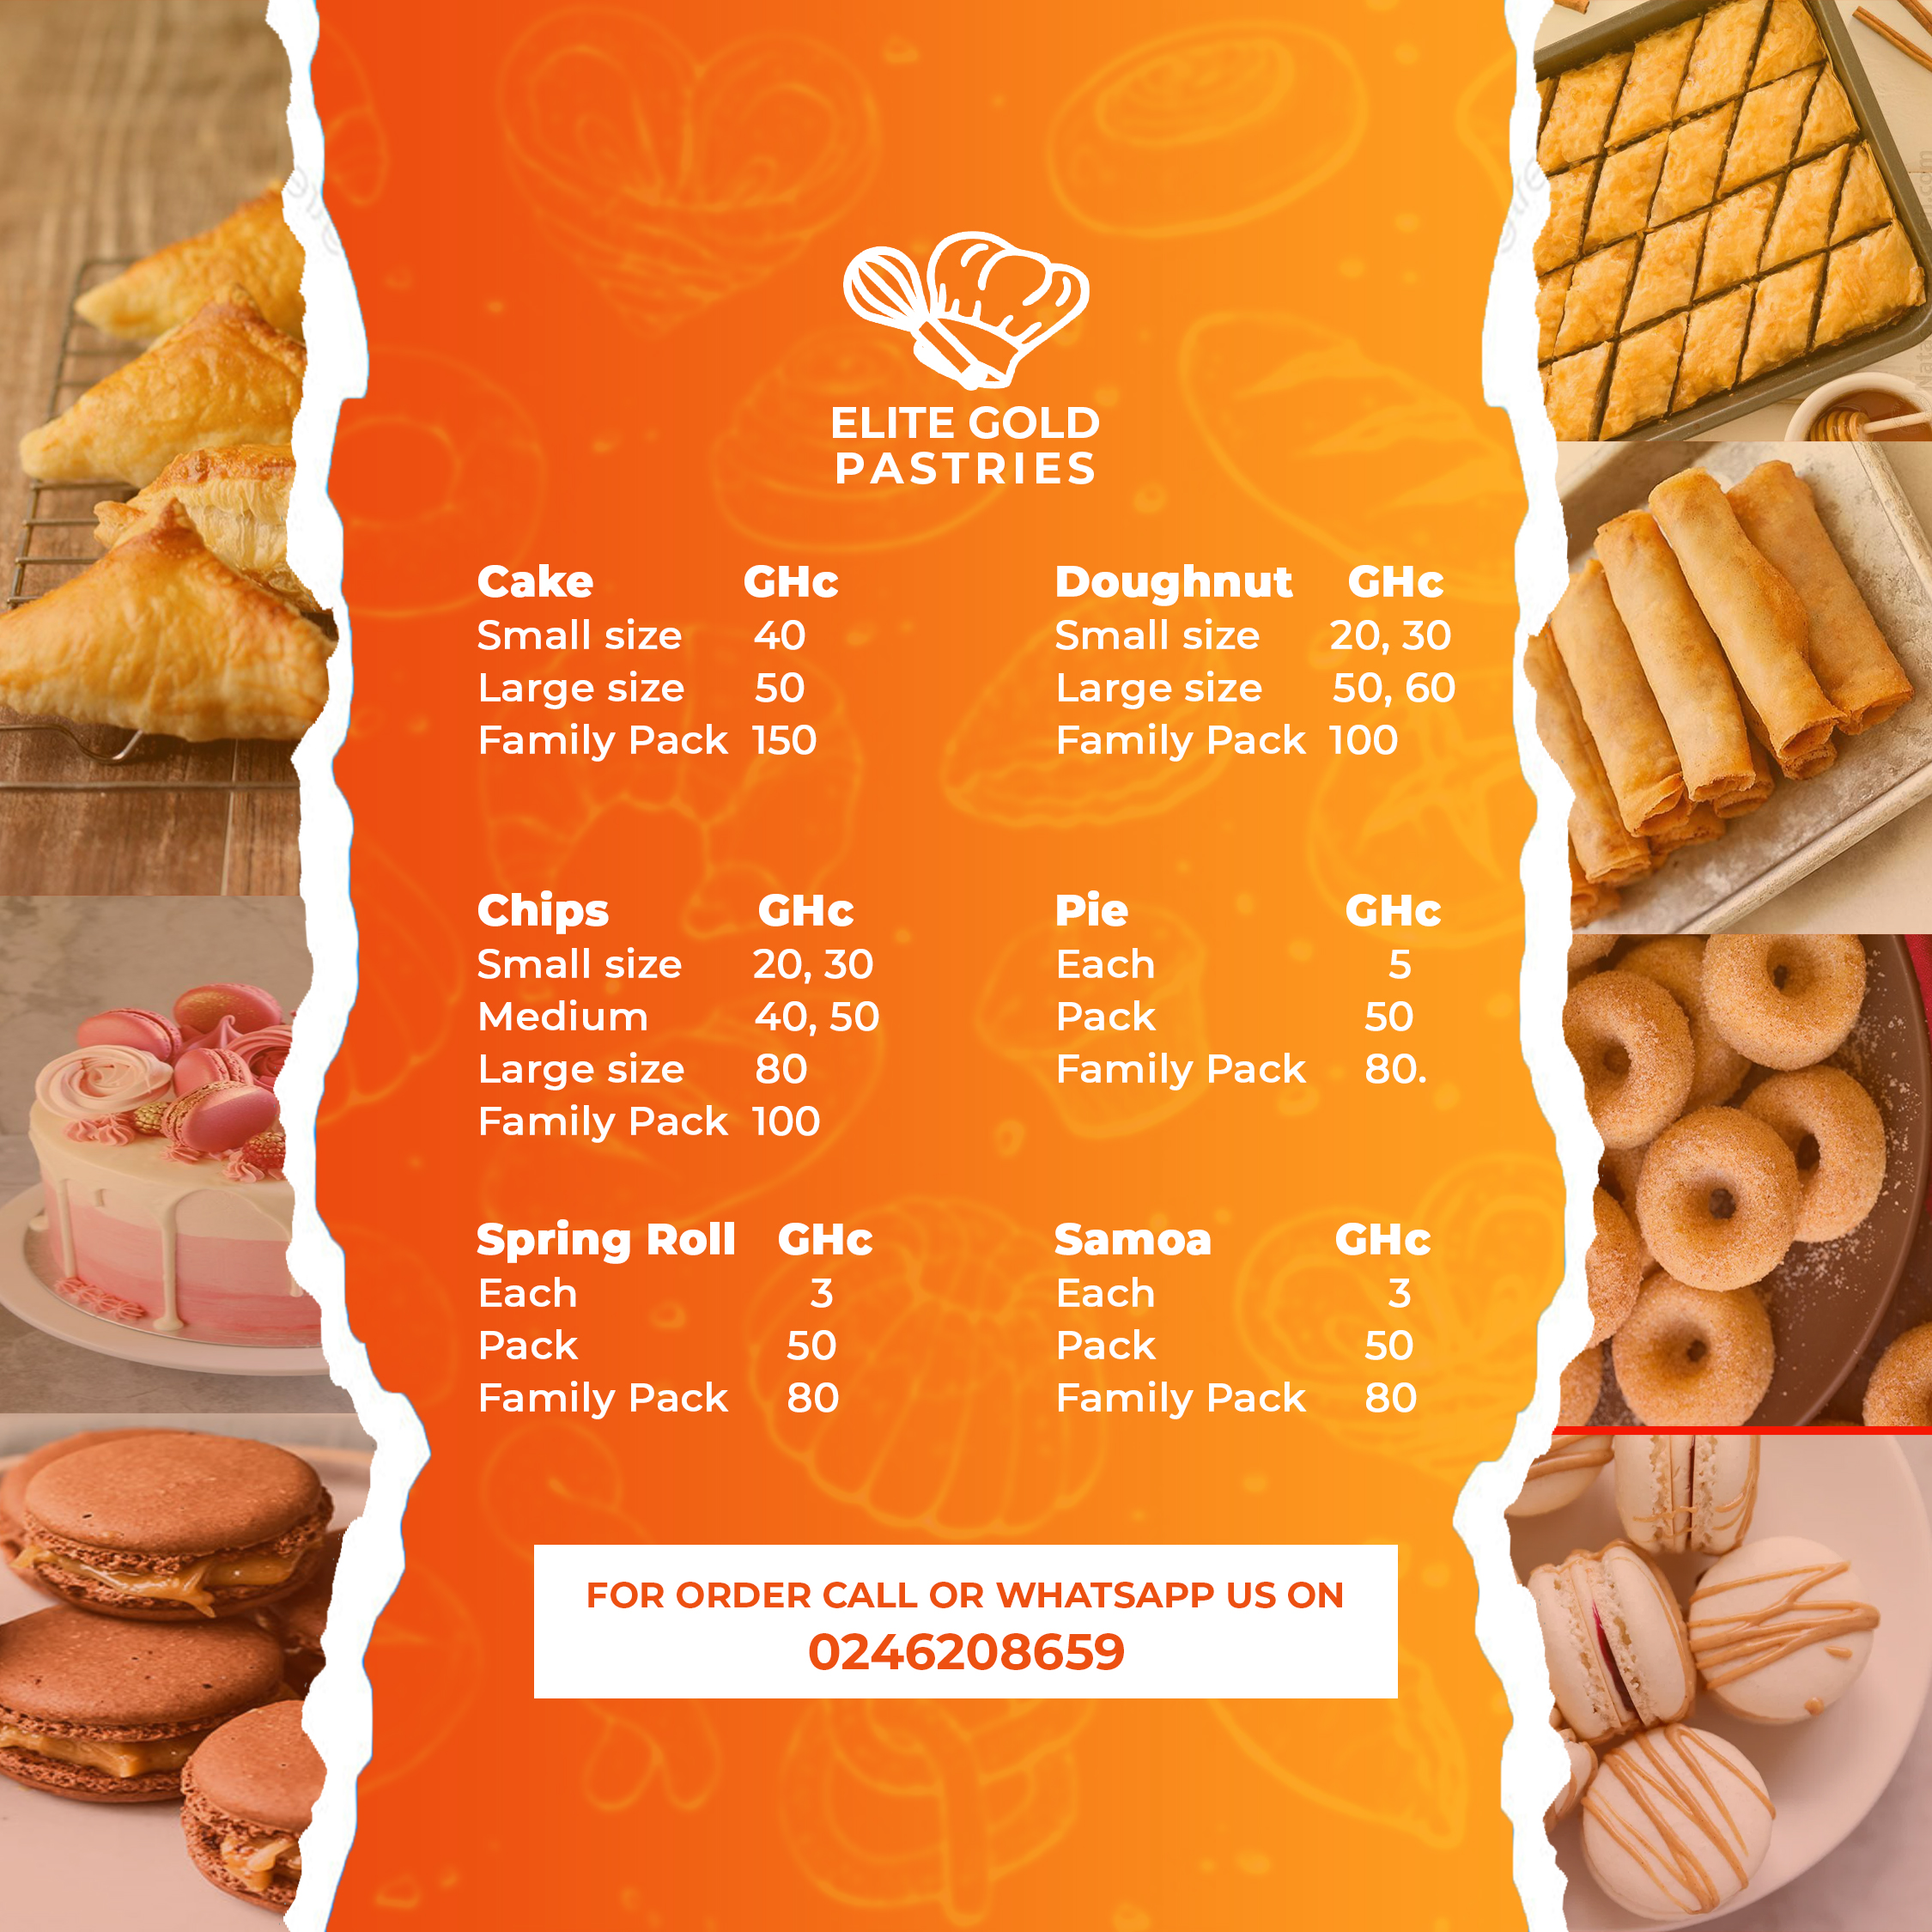 ELITE GOLD
PASTRIES
Cake GHc
Small size 40
Large size 50
Family Pack 150
Doughnut GHc
Small size 20, 30
Large size 50, 60
Family Pack 100
Chips GHc
Small size 20, 30
Medium 40, 50
Large size 80
Family Pack 100
Pie GHc
Each 5
Pack 50
Family Pack 80.
Spring Roll GHc
Each 3
Pack 50
Family Pack 80
Samoa GHc
Each 3
Pack 50
Family Pack 80
FOR ORDER CALL OR WHATSAPP US ON
0246208659